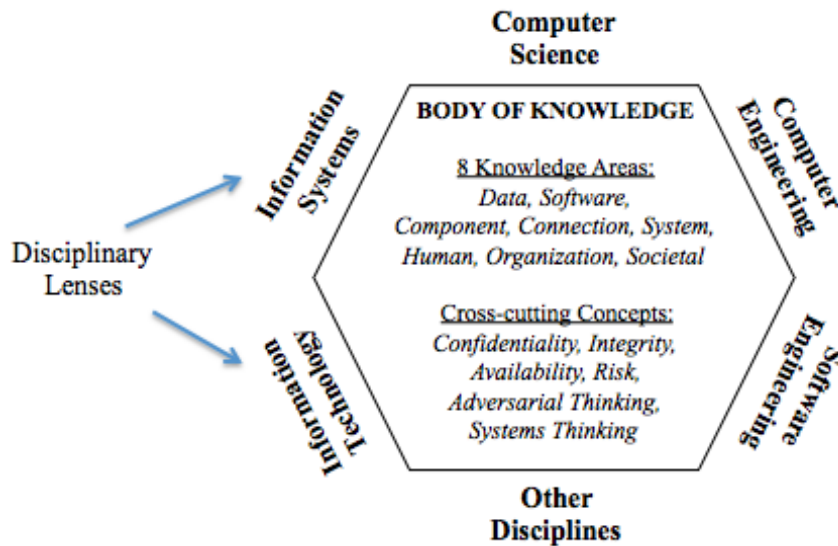 Computer
Science
Information
Systems
Computer
Engineering
BODY OF KNOWLEDGE
8 Knowledge Areas:
Data, Software,
Component, Connection, System,
Human, Organization, Societal
Disciplinary
Lenses
Cross-cutting Concepts:
Confidentiality, Integrity,
Availability, Risk,
Adversarial Thinking,
Systems Thinking
Information
Technology
Software
Engineering
Other
Disciplines